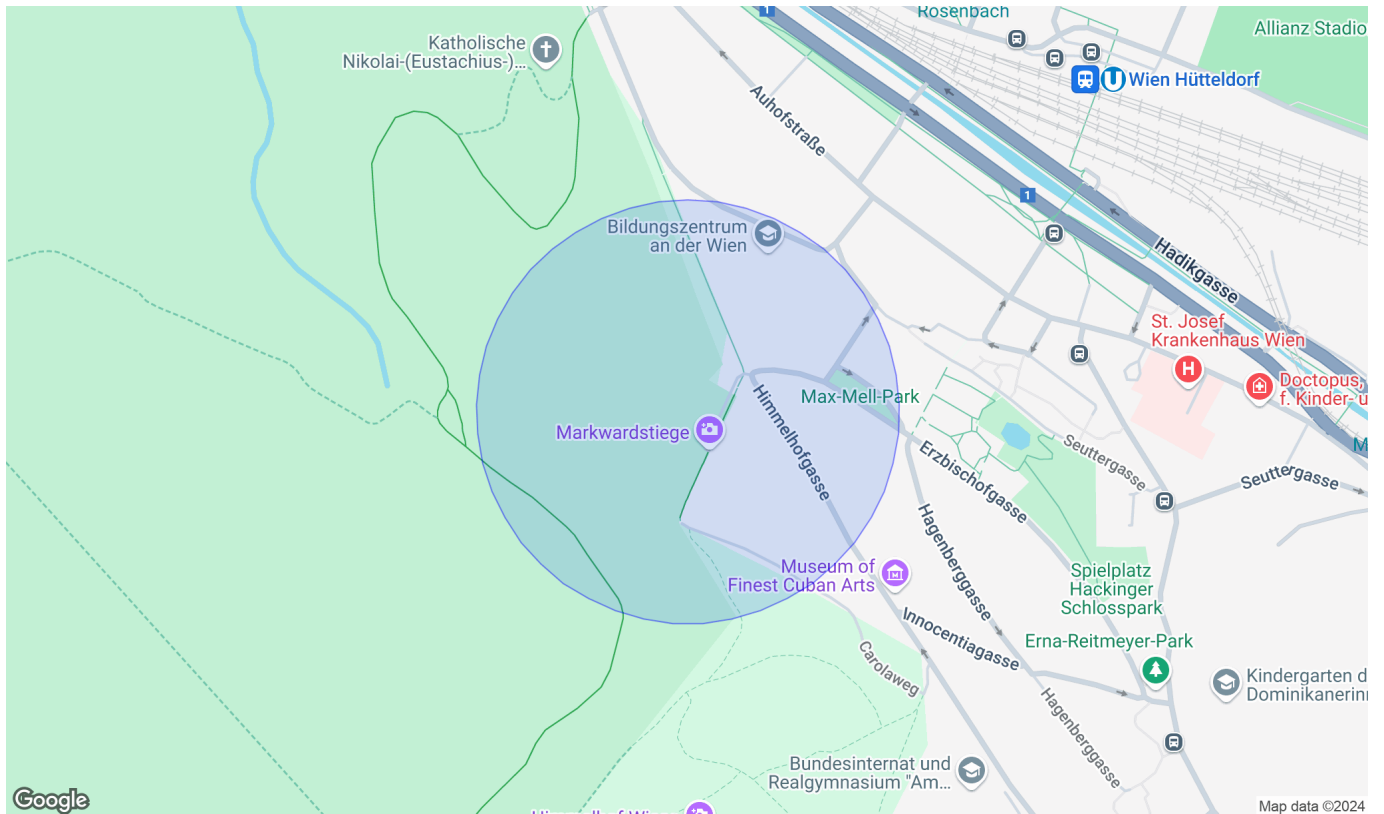 1
Rosenbach
Allianz Stadio
Katholische
Nikolai-(Eustachius-)...
Wien Hütteldorf
Auhofstraße
1
Bildungszentrum
an der Wien
Hadikgasse
St. Josef
Krankenhaus Wien
H
Doctopus,
f. Kinder- u
Max-Mell-Park
Markwardstiege
Himmelhofgasse
M
Erzbischofgasse
Seuttergasse
Seuttergasse
Hagenberggasse
Museum of
Finest Cuban Arts
Spielplatz
Hackinger
Schlosspark
Innocentiagasse
Erna-Reitmeyer-Park
Carolaweg
Kindergarten d
Dominikanerinn
Hagenberggasse
Bundesinternat und
Realgymnasium "Am...
Google
Map data ©2024